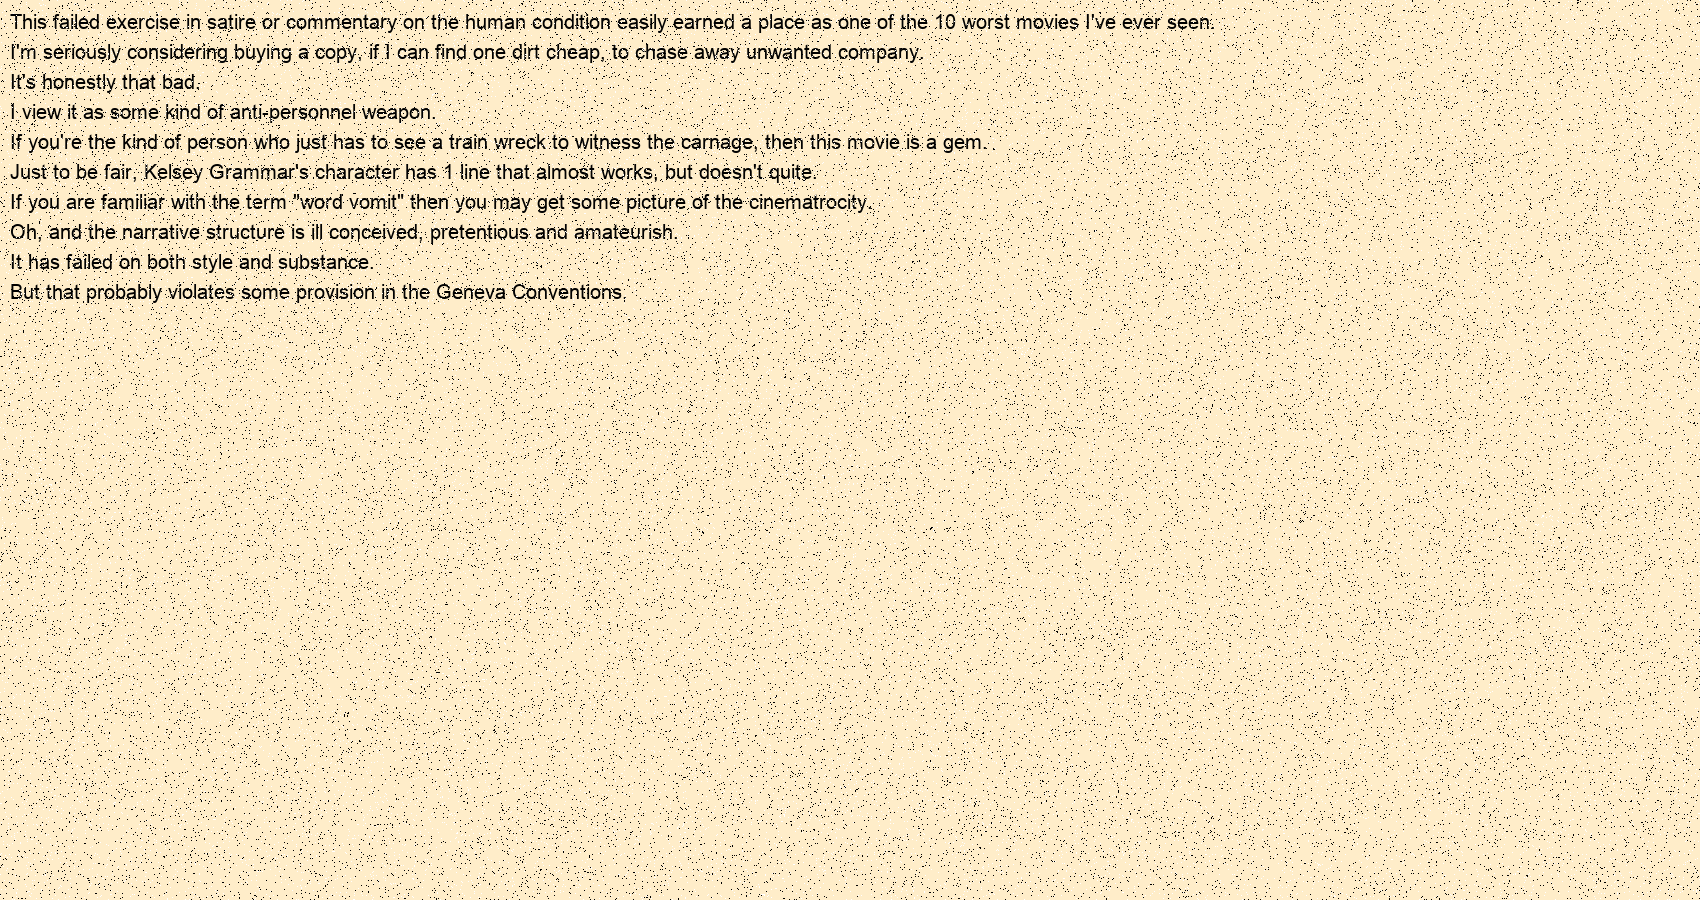 This failed exercise in satire or commentary on the human condition easily earned a place as one of the 10 worst movies I've ever seen.
I'm seriously considering buying a copy, if I can find one dirt cheap, to chase away unwanted company.
It's honestly that bad.
I view it as some kind of anti-personnel weapon.
If you're the kind of person who just has to see a train wreck to witness the carnage, then this movie is a gem.
Just to be fair, Kelsey Grammar's character has 1 line that almost works, but doesn't quite.
If you are familiar with the term "word vomit" then you may get some picture of the cinematrocity.
Oh, and the narrative structure is ill conceived, pretentious and amateurish.
It has failed on both style and substance.
But that probably violates some provision in the Geneva Conventions.